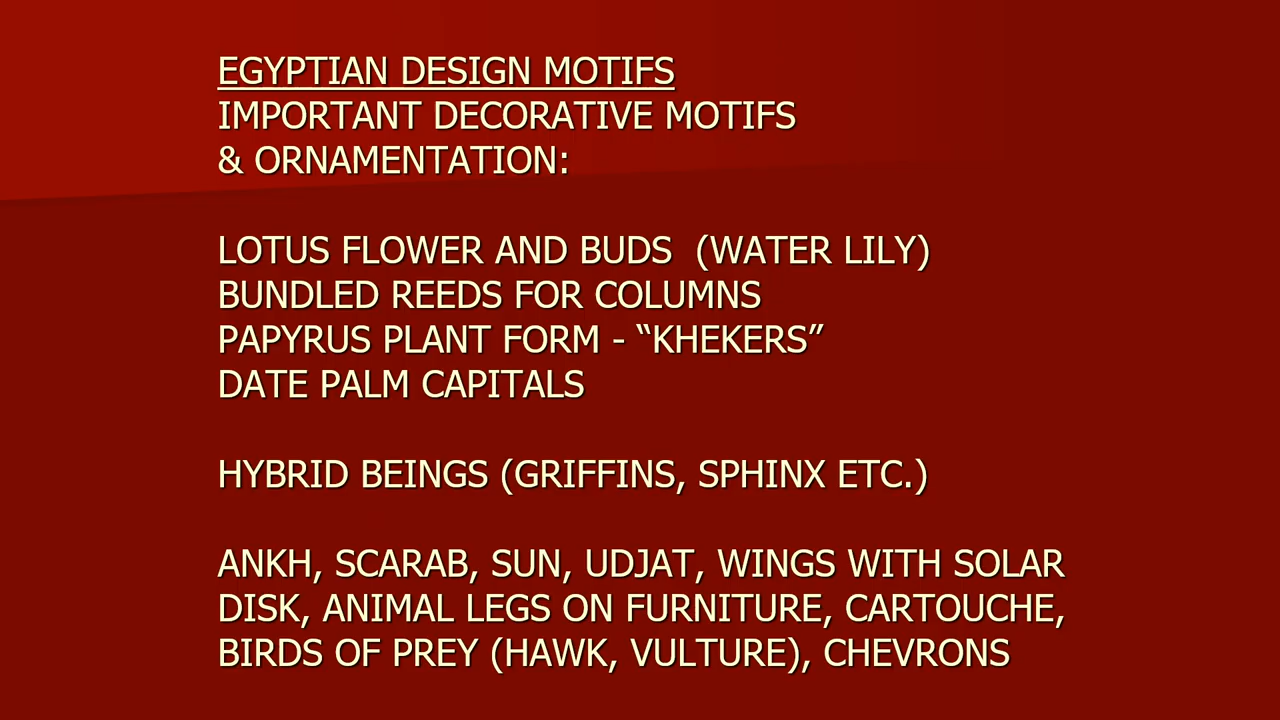 EGYPTIAN DESIGN MOTIFS
IMPORTANT DECORATIVE MOTIFS
& ORNAMENTATION:
LOTUS FLOWER AND BUDS  (WATER LILY)
BUNDLED REEDS FOR COLUMNS
PAPYRUS PLANT FORM - “KHEKERS”
DATE PALM CAPITALS
HYBRID BEINGS (GRIFFINS, SPHINX ETC.)
ANKH, SCARAB, SUN, UDJAT, WINGS WITH SOLAR
DISK, ANIMAL LEGS ON FURNITURE, CARTOUCHE,
BIRDS OF PREY (HAWK, VULTURE), CHEVRONS